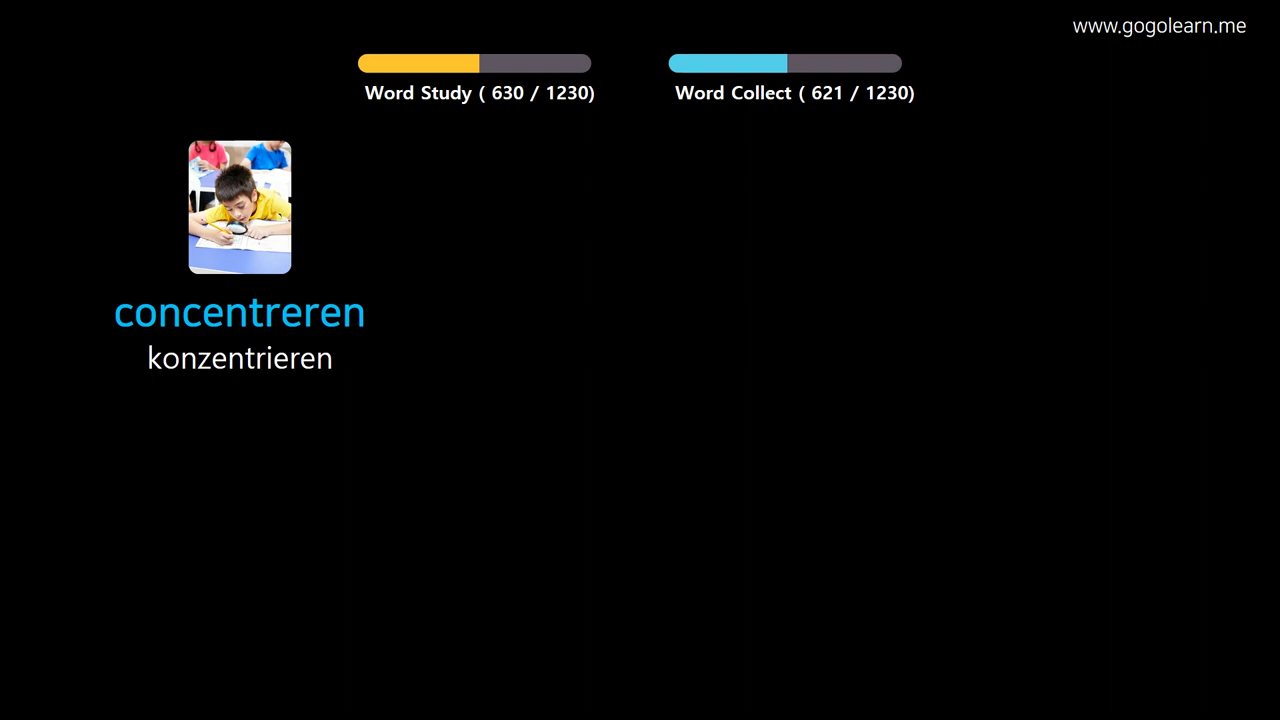 www.gogolearn.me
Word Study ( 630 / 1230)
Word Collect ( 621 / 1230)
concentreren
konzentrieren